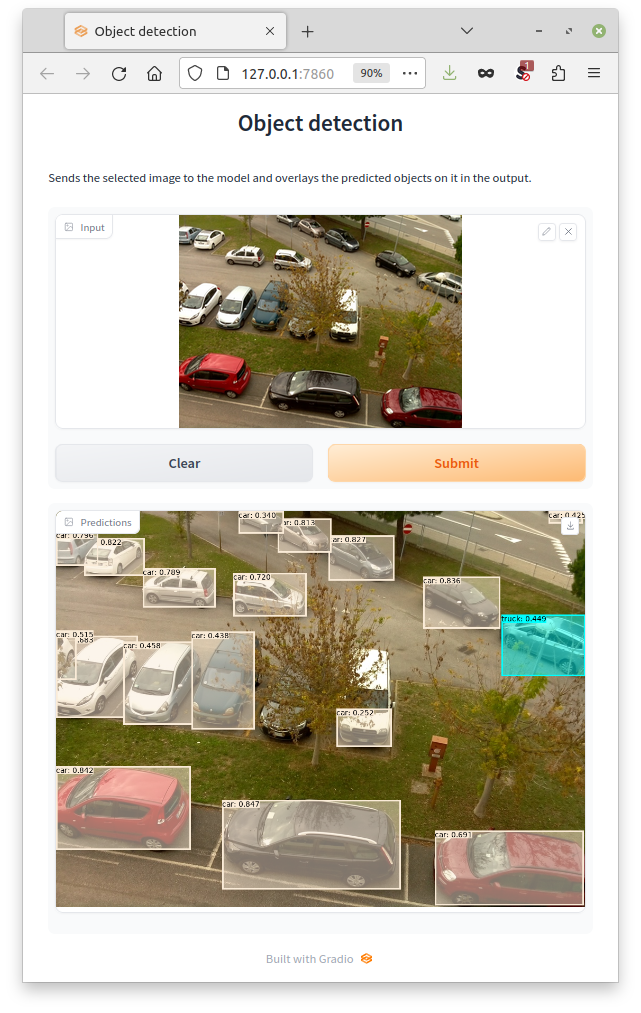 Object detection
127.0.0.1:7860
90%
1
Object detection
Sends the selected image to the model and overlays the predicted objects on it in the output.
Input
Clear
Submit
Predictions
car: 0.340
car: 0.425
ar: 0.813
car: 0.796
0.822
ar: 0.827
car: 0.789
car: 0.720
car: 0.836
truck: 0.449
car: 0.515
car: 0.438
.683
car: 0.458
car: 0.252
car: 0.842
car: 0.847
car: 0.691
Built with Gradio